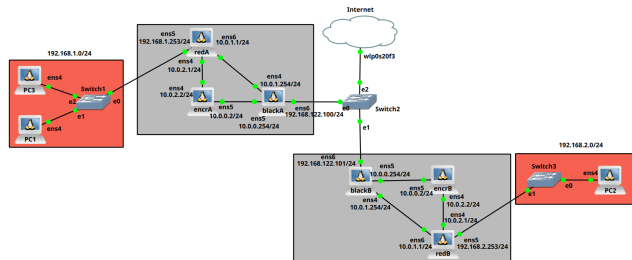 Internet
wlp0s20f3
192.168.1.0/24
ens4
PC3
Switch1
e2
e0
e1
PC1
ens4
ens5
192.168.1.253/24
redA
ens6
10.0.1.1/24
ens4
10.0.2.1/24
ens4
10.0.2.2/24
encrA
ens5
10.0.0.2/24
ens4
10.0.1.254/24
blackA
ens5
10.0.0.254/24
ens6
192.168.122.100/24
e2
e0
Switch2
e1
ens6
192.168.122.101/24
blackB
ens5
10.0.0.254/24
ens4
10.0.1.254/24
encrB
ens5
10.0.0.2/24
ens4
10.0.2.2/24
ens4
10.0.2.1/24
ens6
10.0.1.1/24
redB
ens5
192.168.2.253/24
192.168.2.0/24
Switch3
e1
e0
ens4
PC2